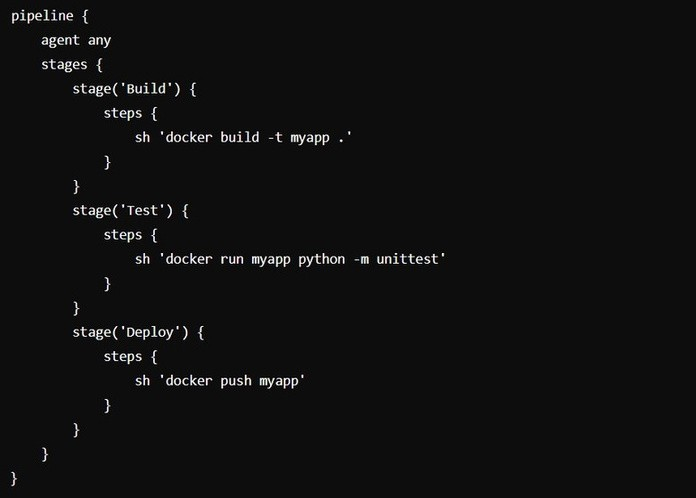 pipeline {
    agent any
    stages {
        stage('Build') {
            steps {
                sh 'docker build -t myapp .'
            }
        }
        stage('Test') {
            steps {
                sh 'docker run myapp python -m unittest'
            }
        }
        stage('Deploy') {
            steps {
                sh 'docker push myapp'
            }
        }
    }
}